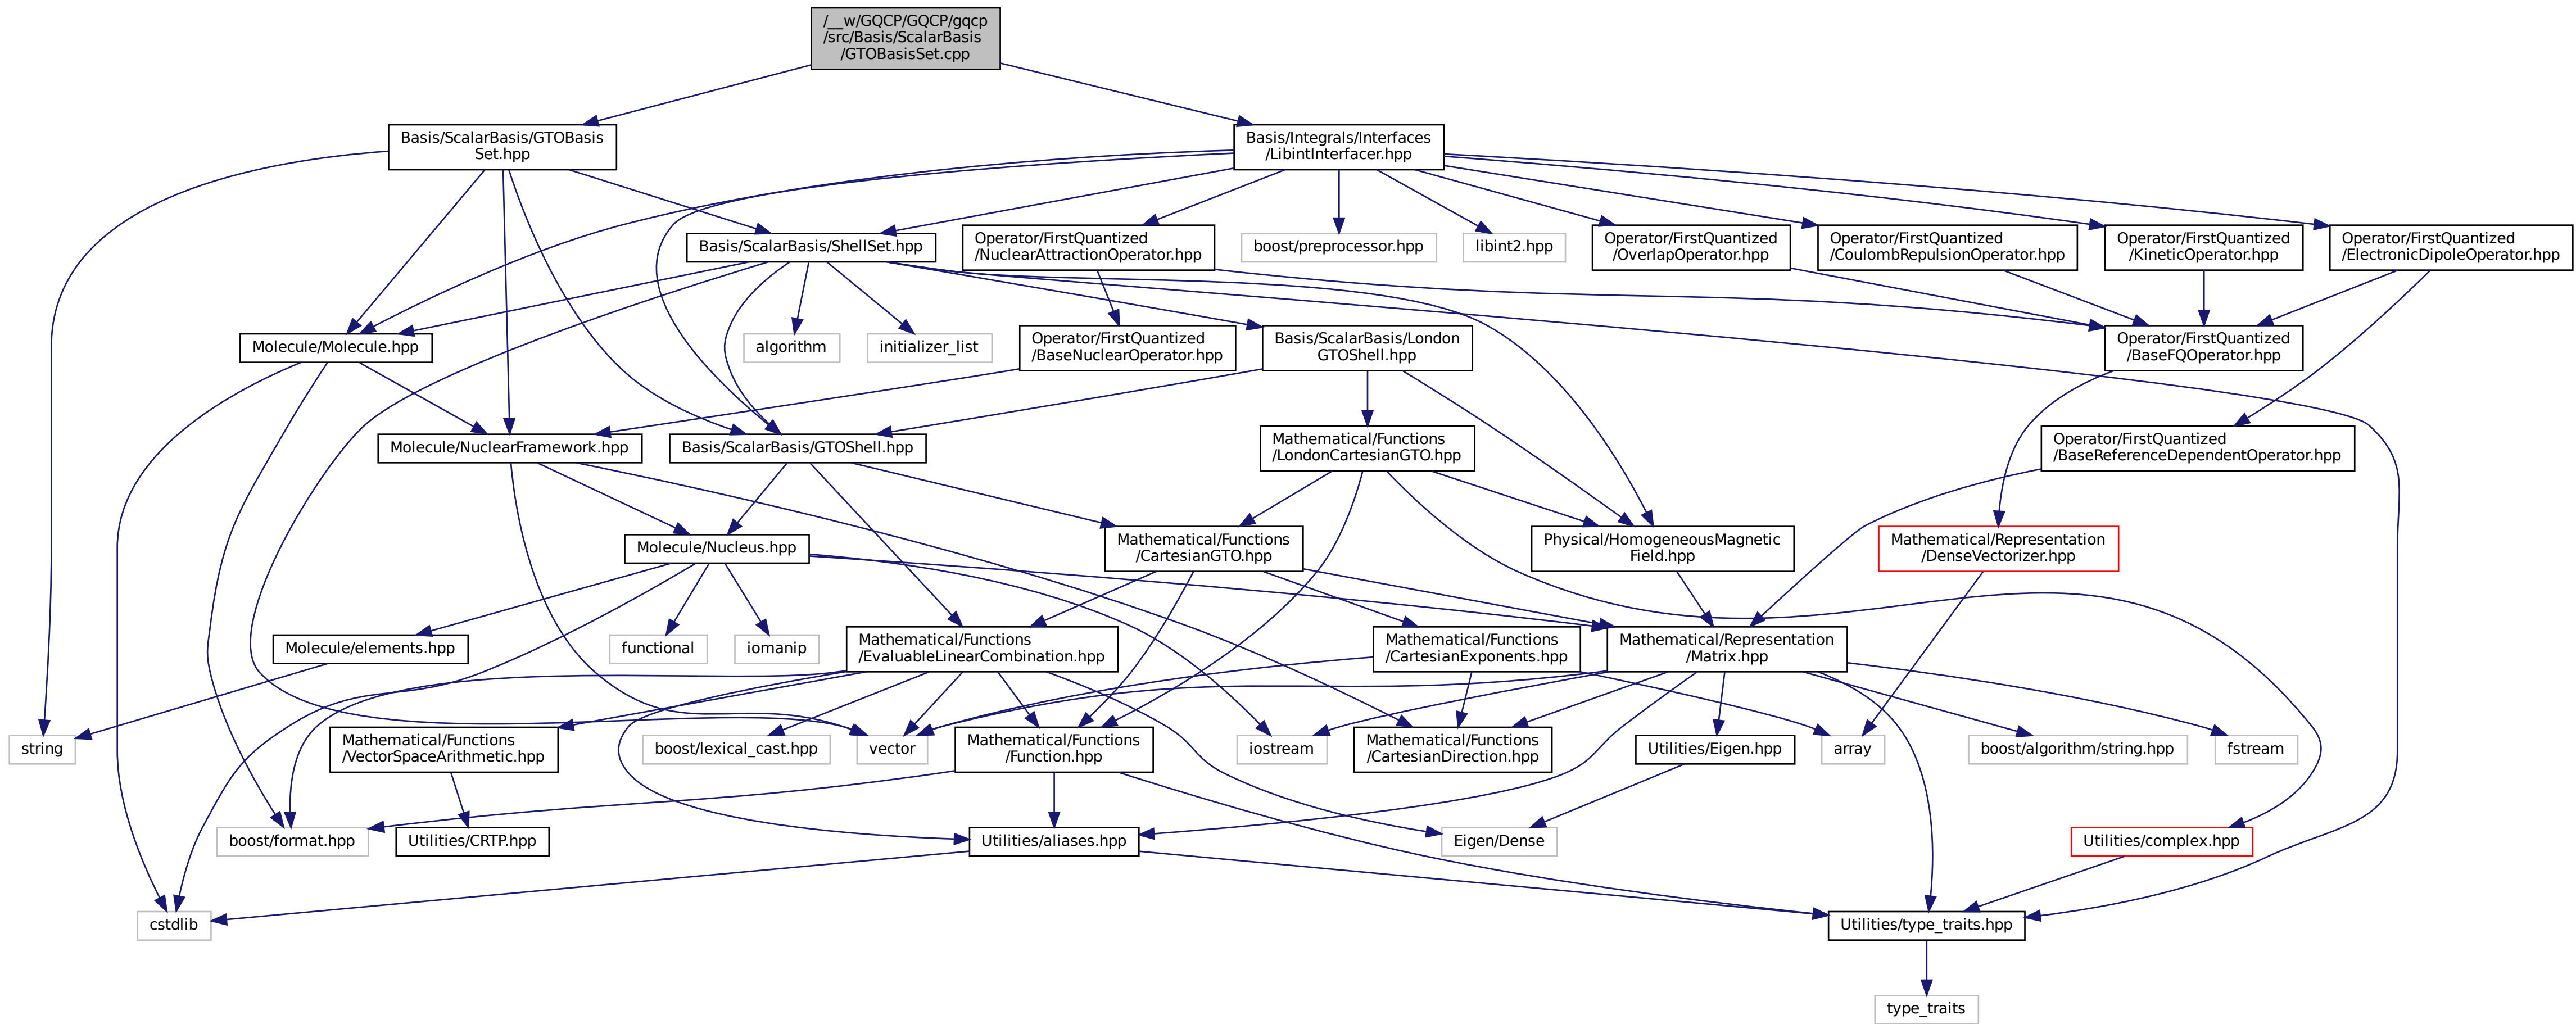 /__w/GQCP/GQCP/gqcp
/src/Basis/ScalarBasis
/GTOBasisSet.cpp
Basis/ScalarBasis/GTOBasis
Set.hpp
Basis/Integrals/Interfaces
/LibintInterfacer.hpp
Basis/ScalarBasis/ShellSet.hpp
Operator/FirstQuantized
/NuclearAttractionOperator.hpp
boost/preprocessor.hpp
libint2.hpp
Operator/FirstQuantized
/OverlapOperator.hpp
Operator/FirstQuantized
/CoulombRepulsionOperator.hpp
Operator/FirstQuantized
/KineticOperator.hpp
Operator/FirstQuantized
/ElectronicDipoleOperator.hpp
Molecule/Molecule.hpp
algorithm
initializer_list
Operator/FirstQuantized
/BaseNuclearOperator.hpp
Basis/ScalarBasis/London
GTOShell.hpp
Operator/FirstQuantized
/BaseFQOperator.hpp
Molecule/NuclearFramework.hpp
Basis/ScalarBasis/GTOShell.hpp
Mathematical/Functions
/LondonCartesianGTO.hpp
Operator/FirstQuantized
/BaseReferenceDependentOperator.hpp
Molecule/Nucleus.hpp
Mathematical/Functions
/CartesianGTO.hpp
Physical/HomogeneousMagnetic
Field.hpp
Mathematical/Representation
/DenseVectorizer.hpp
Molecule/elements.hpp
functional
iomanip
Mathematical/Functions
/EvaluableLinearCombination.hpp
Mathematical/Functions
/CartesianExponents.hpp
Mathematical/Representation
/Matrix.hpp
string
Mathematical/Functions
/VectorSpaceArithmetic.hpp
boost/lexical_cast.hpp
vector
Mathematical/Functions
/Function.hpp
iostream
Mathematical/Functions
/CartesianDirection.hpp
Utilities/Eigen.hpp
array
boost/algorithm/string.hpp
fstream
boost/format.hpp
Utilities/CRTP.hpp
Utilities/aliases.hpp
Eigen/Dense
Utilities/complex.hpp
cstdlib
Utilities/type_traits.hpp
type_traits